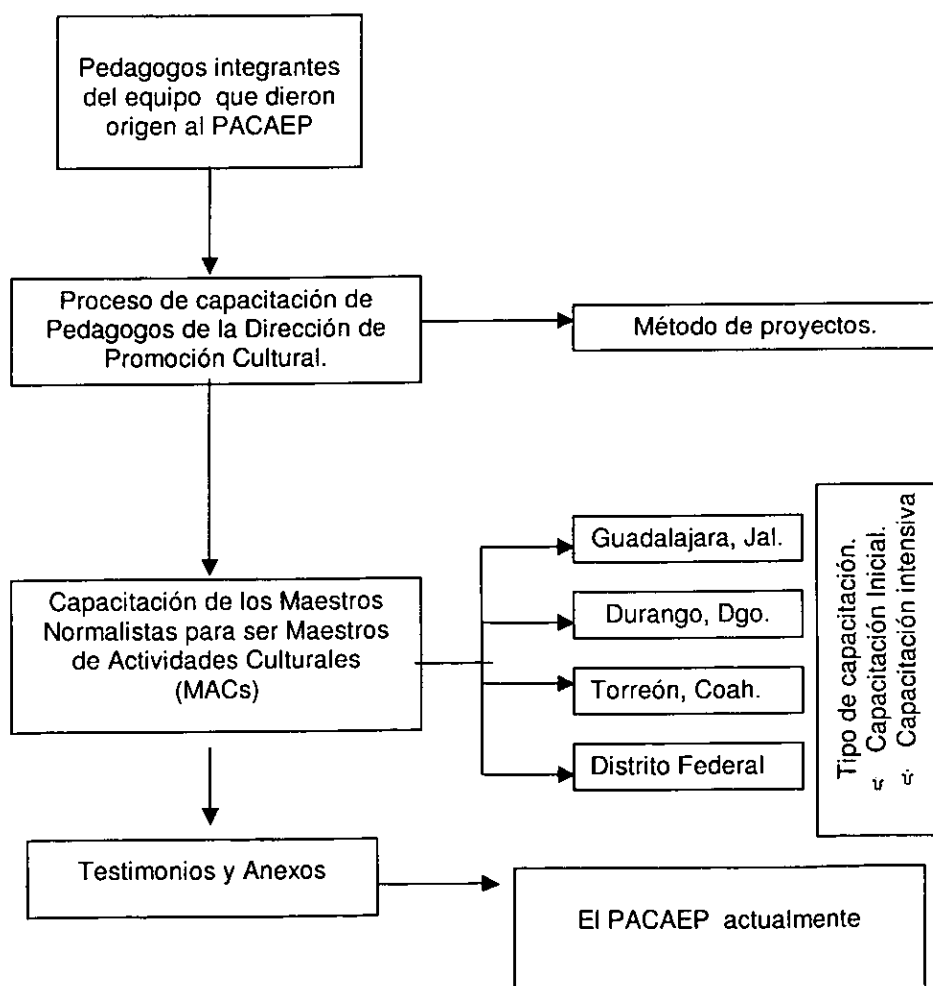 Pedagogos integrantes
del equipo que dieron
origen al PACAEP
Proceso de capacitación de
Pedagogos de la Dirección de
Promoción Cultural.
Método de proyectos.
Capacitación de los Maestros
Normalistas para ser Maestros
de Actividades Culturales
(MACs)
Guadalajara, Jal.
Durango, Dgo.
Torreón, Coah.
Distrito Federal
Tipo de capacitación.
Capacitación Inicial.
Capacitación intensiva
Testimonios y Anexos
El PACAEP actualmente